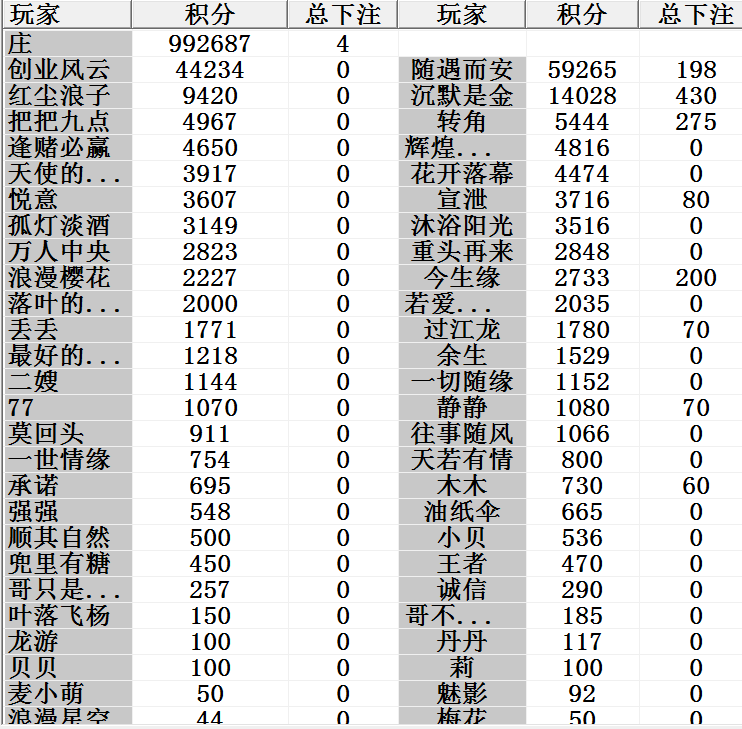 玩家 积分 总下注 玩家 积分 总下注
庄 992687 4
创业风云 44234 0 随遇而安 59265 198
红尘浪子 9420 0 沉默是金 14028 430
把把九点 4967 0 转角 5444 275
逢赌必赢 4650 0 辉煌... 4816 0
天使的... 3917 0 花开落幕 4474 0
悦意 3607 0 宣泄 3716 80
孤灯淡酒 3149 0 沐浴阳光 3516 0
万人中央 2823 0 重头再来 2848 0
浪漫樱花 2227 0 今生缘 2733 200
落叶的... 2000 0 若爱... 2035 0
丢丢 1771 0 过江龙 1780 70
最好的... 1218 0 余生 1529 0
二嫂 1144 0 一切随缘 1152 0
77 1070 0 静静 1080 70
莫回头 911 0 往事随风 1066 0
一世情缘 754 0 天若有情 800 0
承诺 695 0 木木 730 60
强强 548 0 油纸伞 665 0
顺其自然 500 0 小贝 536 0
兜里有糖 450 0 王者 470 0
哥只是... 257 0 诚信 290 0
叶落飞杨 150 0 哥不... 185 0
龙游 100 0 丹丹 117 0
贝贝 100 0 莉 100 0
麦小萌 50 0 魅影 92 0
浪漫星空 44 0 梅花 50 0